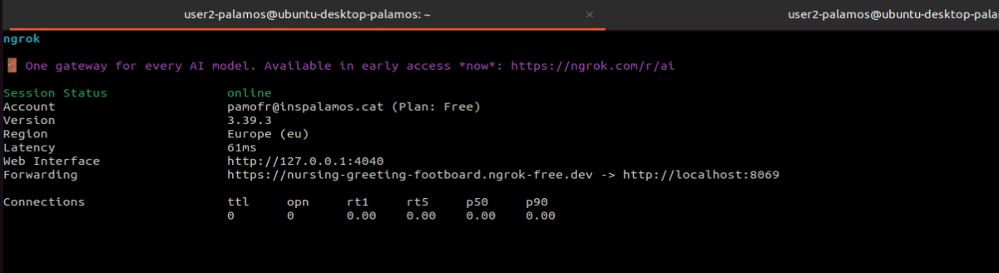 user2-palamos@ubuntu-desktop-palamos: ~ × user2-palamos@ubuntu-desktop-pala
ngrok
One gateway for every AI model. Available in early access *now*: https://ngrok.com/r/ai
Session Status online
Account pamofr@inspalamos.cat (Plan: Free)
Version 3.39.3
Region Europe (eu)
Latency 61ms
Web Interface http://127.0.0.1:4040
Forwarding https://nursing-greeting-footboard.ngrok-free.dev -> http://localhost:8069
Connections ttl opn rt1 rt5 p50 p90
0 0 0.00 0.00 0.00 0.00